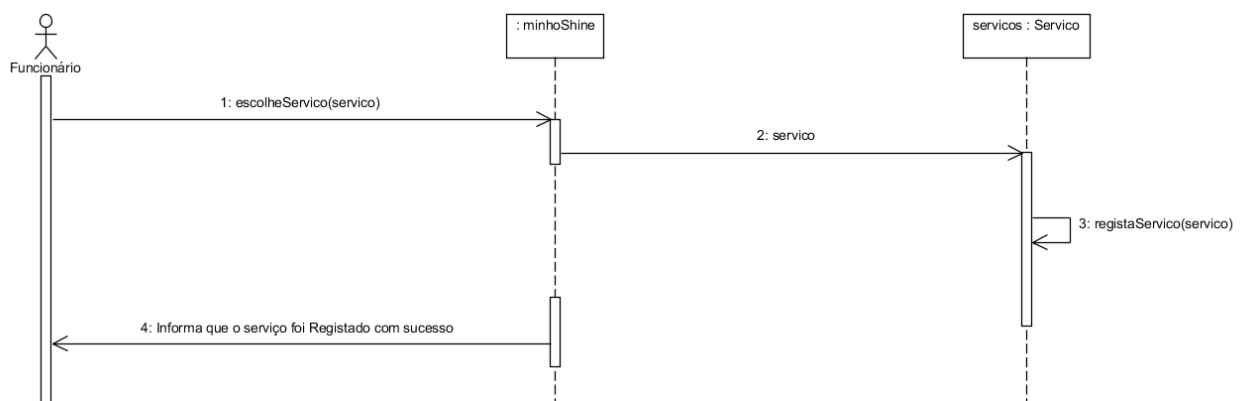 : minhoShine
servicos : Servico
Funcionário
1: escolheServico(servico)
2: servico
3: registaServico(servico)
4: Informa que o serviço foi Registado com sucesso